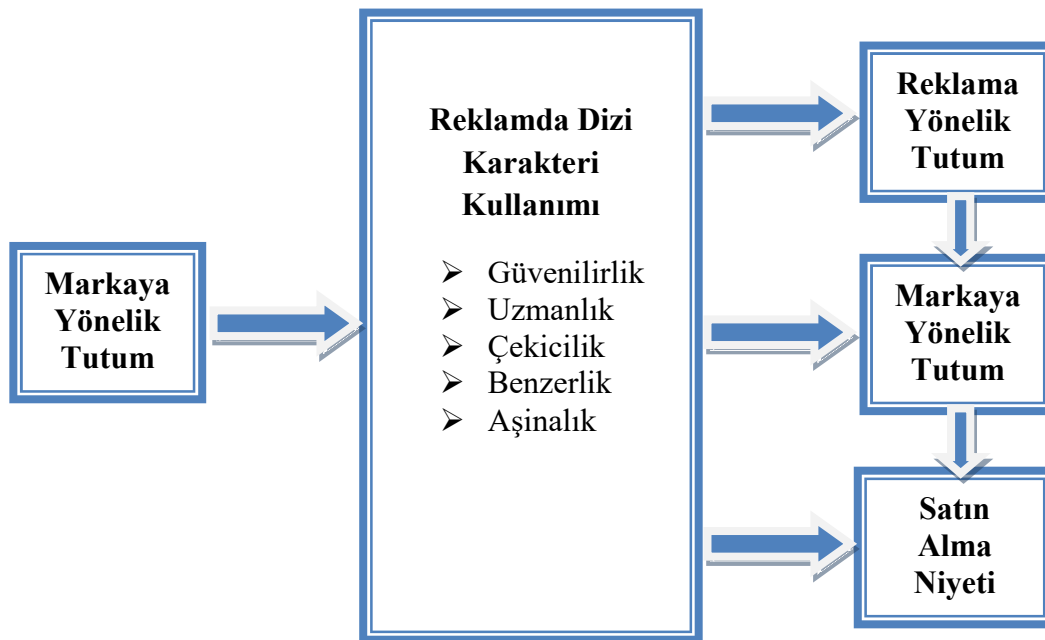 Markaya
Yönelik
Tutum
Reklamda Dizi
Karakteri
Kullanımı
➢ Güvenilirlik
➢ Uzmanlık
➢ Çekicilik
➢ Benzerlik
➢ Aşinalık
Reklama
Yönelik
Tutum
Markaya
Yönelik
Tutum
Satın
Alma
Niyeti